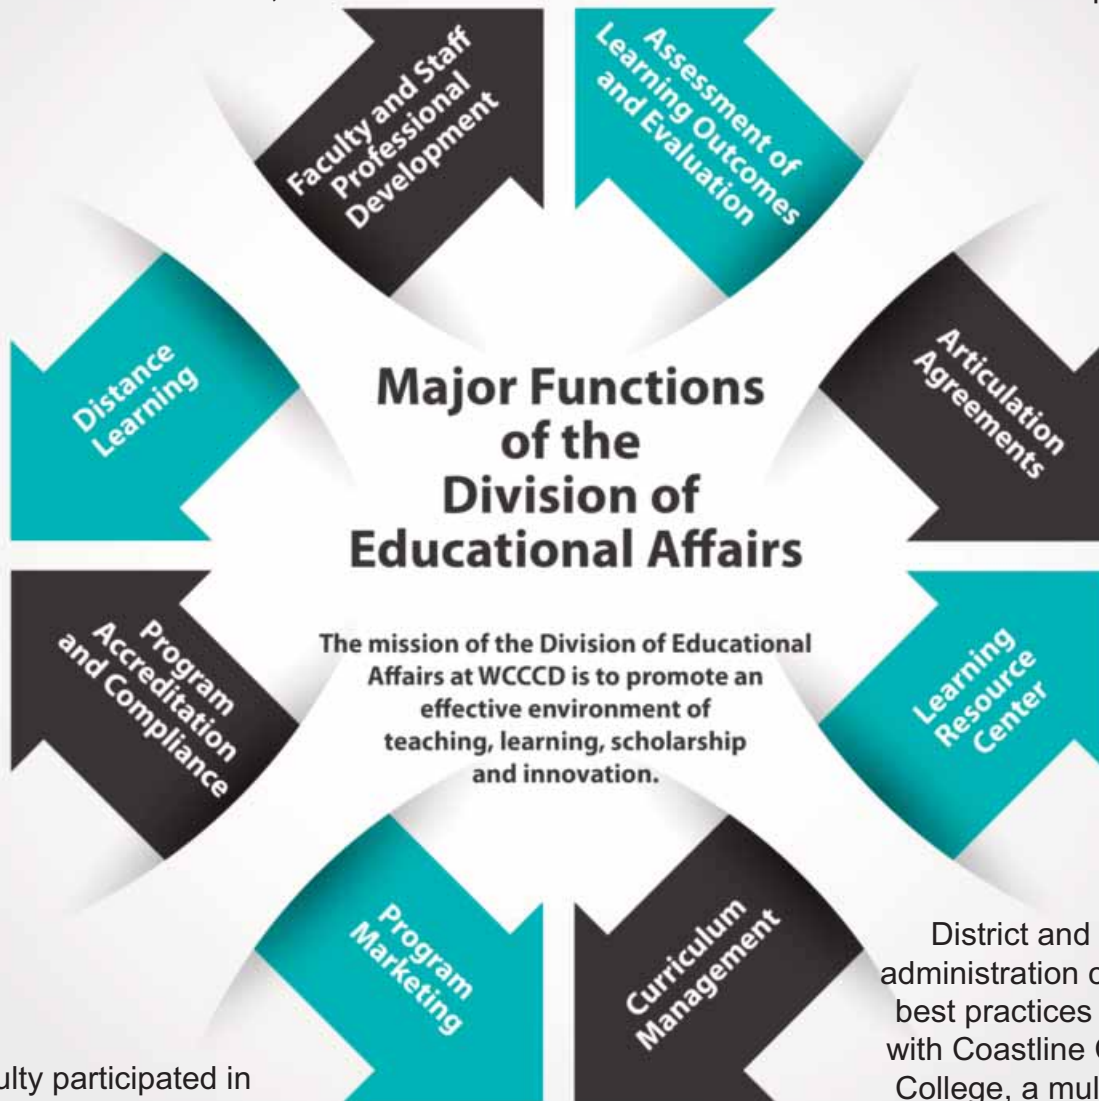 Faculty and Staff
Professional
Development
Assessment of
Learning Outcomes
and Evaluation
Distance
Learning
Articulation
Agreements
Major Functions
of the
Division of
Educational Affairs
The mission of the Division of Educational
Affairs at WCCCD is to promote an
effective environment of
teaching, learning, scholarship
and innovation.
Program
Accreditation
and Compliance
Learning
Resource
Center
Program
Marketing
Curriculum
Management
District and
administration
best practices
with Coastline
College, a
participated in